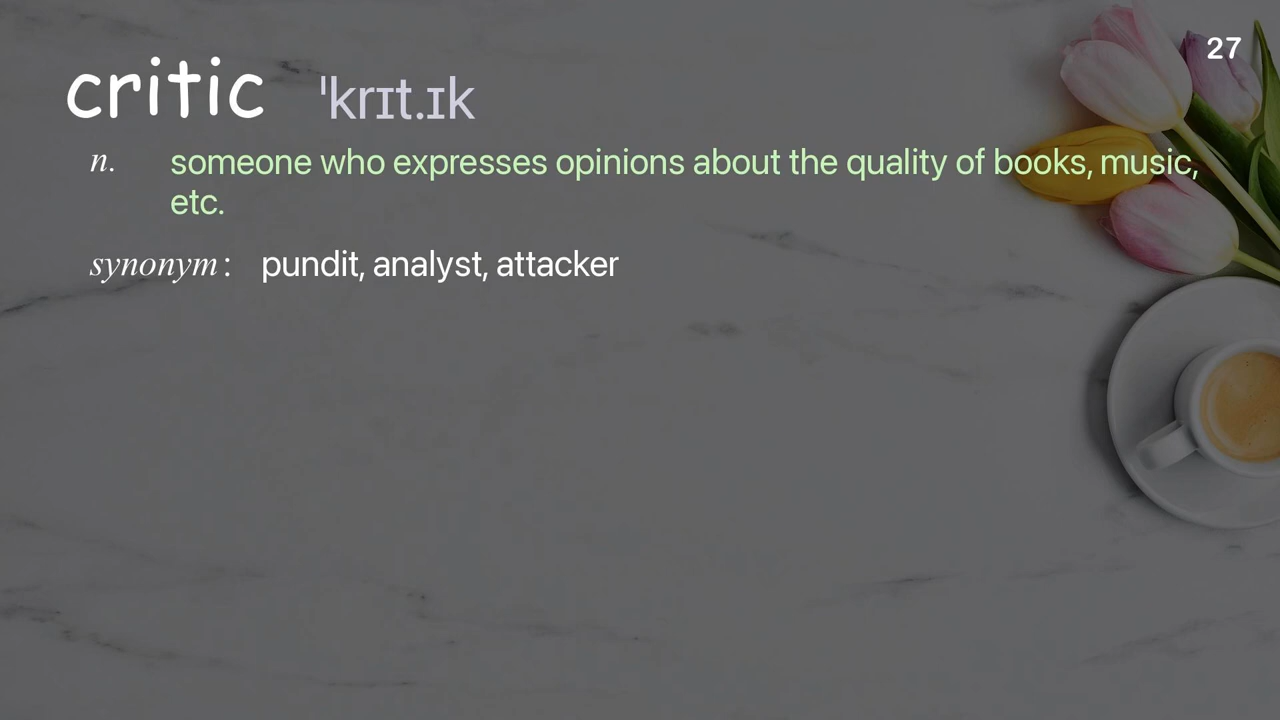 27
critic ˈkrɪt.ɪk
n. someone who expresses opinions about the quality of books, music,
etc.
synonym: pundit, analyst, attacker